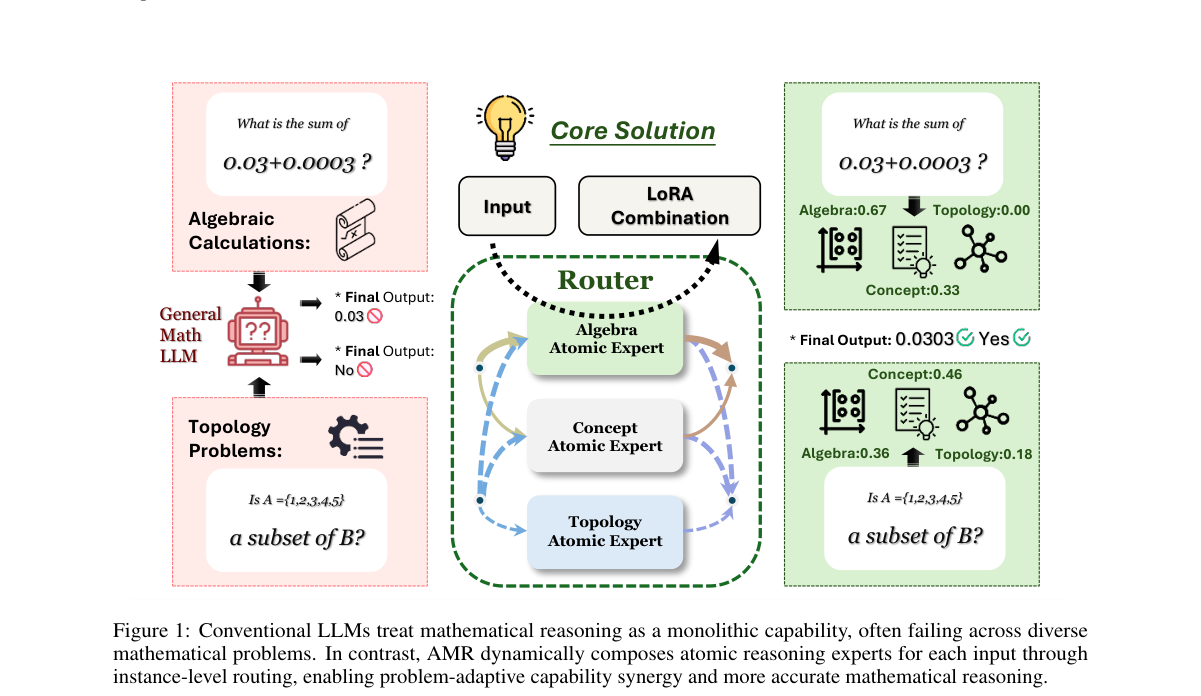 What is the sum of
0.03+0.0003 ?
Algebraic
Calculations:
General
Math
LLM
??
* Final Output:
0.03
* Final Output:
No
Topology
Problems:
Is A ={1,2,3,4,5}
a subset of B?
Core Solution
Input
LoRA
Combination
Router
Algebra
Atomic Expert
Concept
Atomic Expert
Topology
Atomic Expert
What is the sum of
0.03+0.0003 ?
Algebra:0.67
Topology:0.00
Concept:0.33
* Final Output: 0.0303 Yes
Concept:0.46
Algebra:0.36
Topology:0.18
Is A ={1,2,3,4,5}
a subset of B?
Figure 1: Conventional LLMs treat mathematical reasoning as a monolithic capability, often failing across diverse
mathematical problems. In contrast, AMR dynamically composes atomic reasoning experts for each input through
instance-level routing, enabling problem-adaptive capability synergy and more accurate mathematical reasoning.